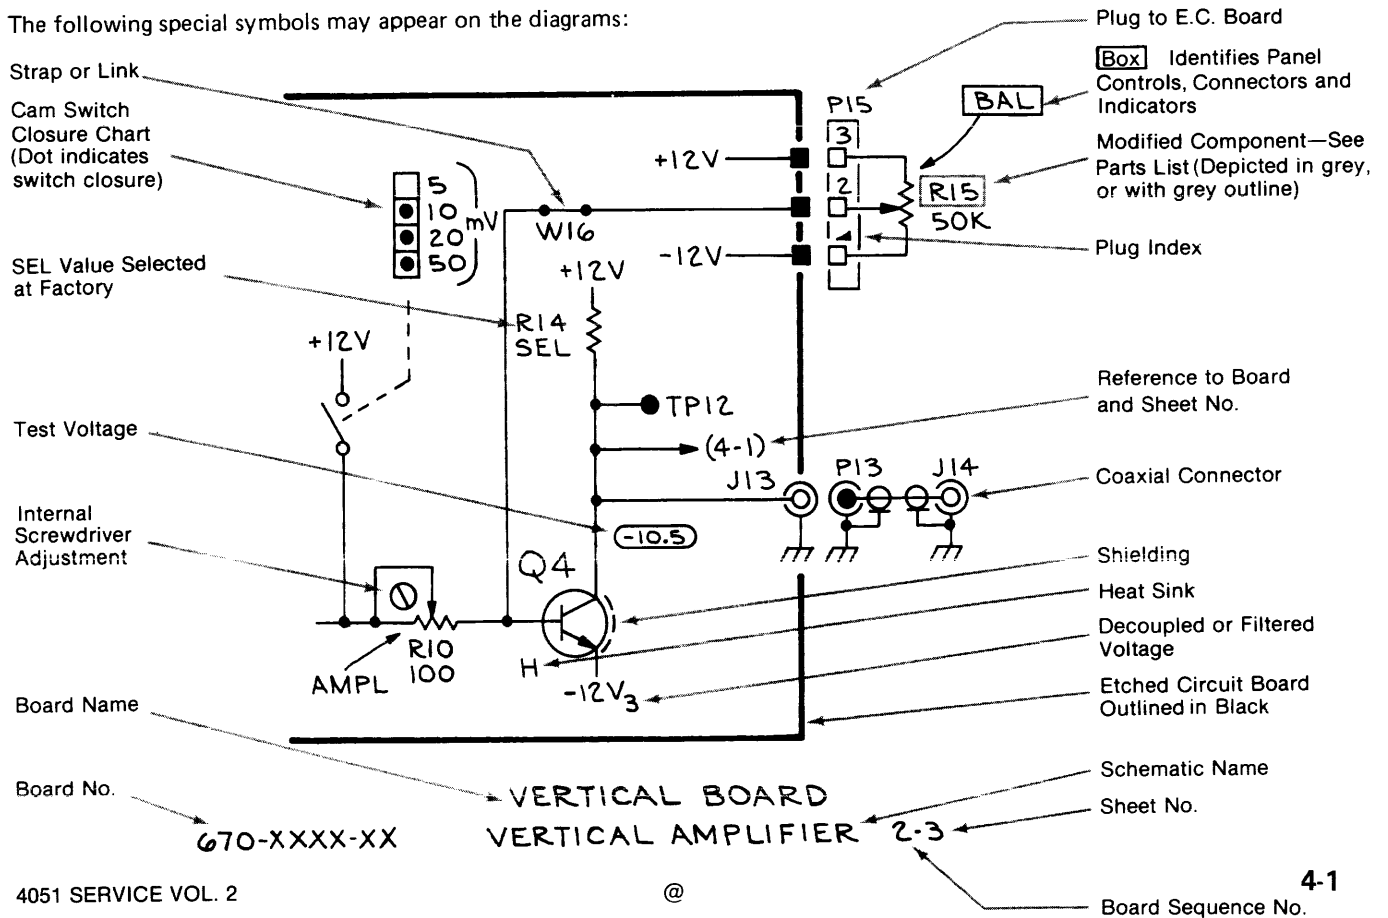 The following special symbols may appear on the diagrams:
Strap or Link
Cam Switch
Closure Chart
(Dot indicates
switch closure)
SEL Value Selected
at Factory
Test Voltage
Internal
Screwdriver
Adjustment
Board Name
Board No.
5
10
20
50
mV
+12V
W16
+12V
R14
SEL
TP12
(4-1)
J13
-10.5
Q4
R10
100
AMPL
H
-12V3
+12V
-12V
P15
3
2
BAL
R15
50K
P13
J14
Plug to E.C. Board
Box Identifies Panel
Controls, Connectors and
Indicators
Modified Component—See
Parts List (Depicted in grey,
or with grey outline)
Plug Index
Reference to Board
and Sheet No.
Coaxial Connector
Shielding
Heat Sink
Decoupled or Filtered
Voltage
Etched Circuit Board
Outlined in Black
Schematic Name
Sheet No.
VERTICAL BOARD
670-XXXX-XX VERTICAL AMPLIFIER 2-3
4051 SERVICE VOL. 2 @ 4-1
Board Sequence No.